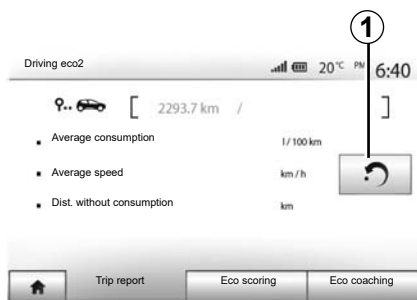 1
Driving eco2 20°C PM 6:40
[ 2293.7 km / ]
Average consumption l/100 km
Average speed km/h
Dist. without consumption km
Trip report Eco scoring Eco coaching